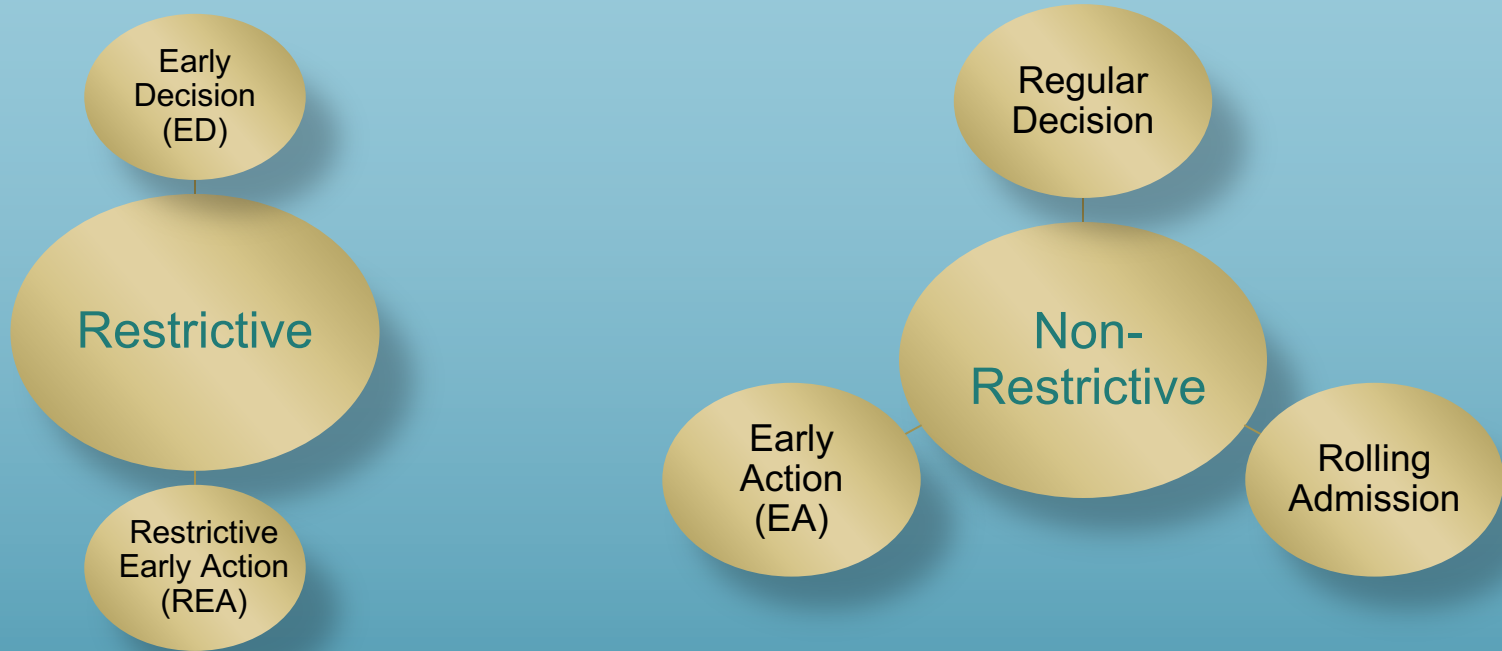 Early
Decision
(ED)
Restrictive
Restrictive
Early Action
(REA)
Regular
Decision
Non-
Restrictive
Early
Action
(EA)
Rolling
Admission